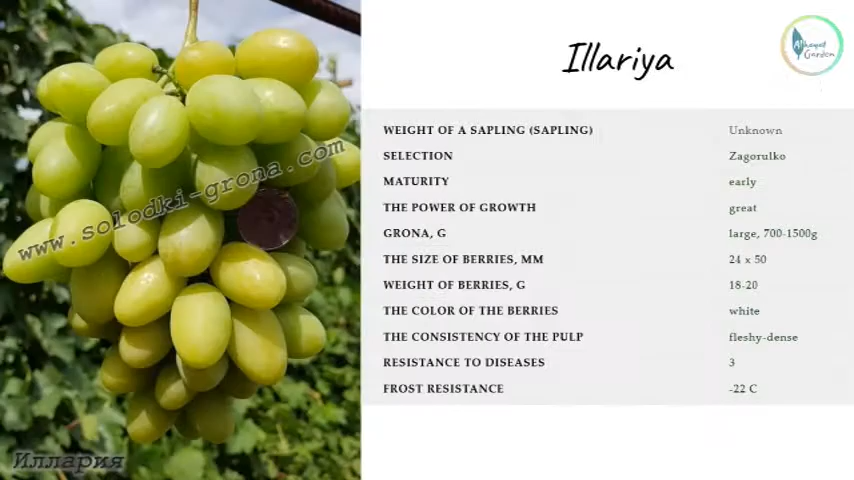 Illariya
Alhayat
Garden
WEIGHT OF A SAPLING (SAPLING) Unknown
SELECTION Zagorulko
MATURITY early
THE POWER OF GROWTH great
GRONA, G large, 700-1500g
THE SIZE OF BERRIES, MM 24 x 50
WEIGHT OF BERRIES, G 18-20
THE COLOR OF THE BERRIES white
THE CONSISTENCY OF THE PULP fleshy-dense
RESISTANCE TO DISEASES 3
FROST RESISTANCE -22 C
www.solodki-grona.com
Иллария